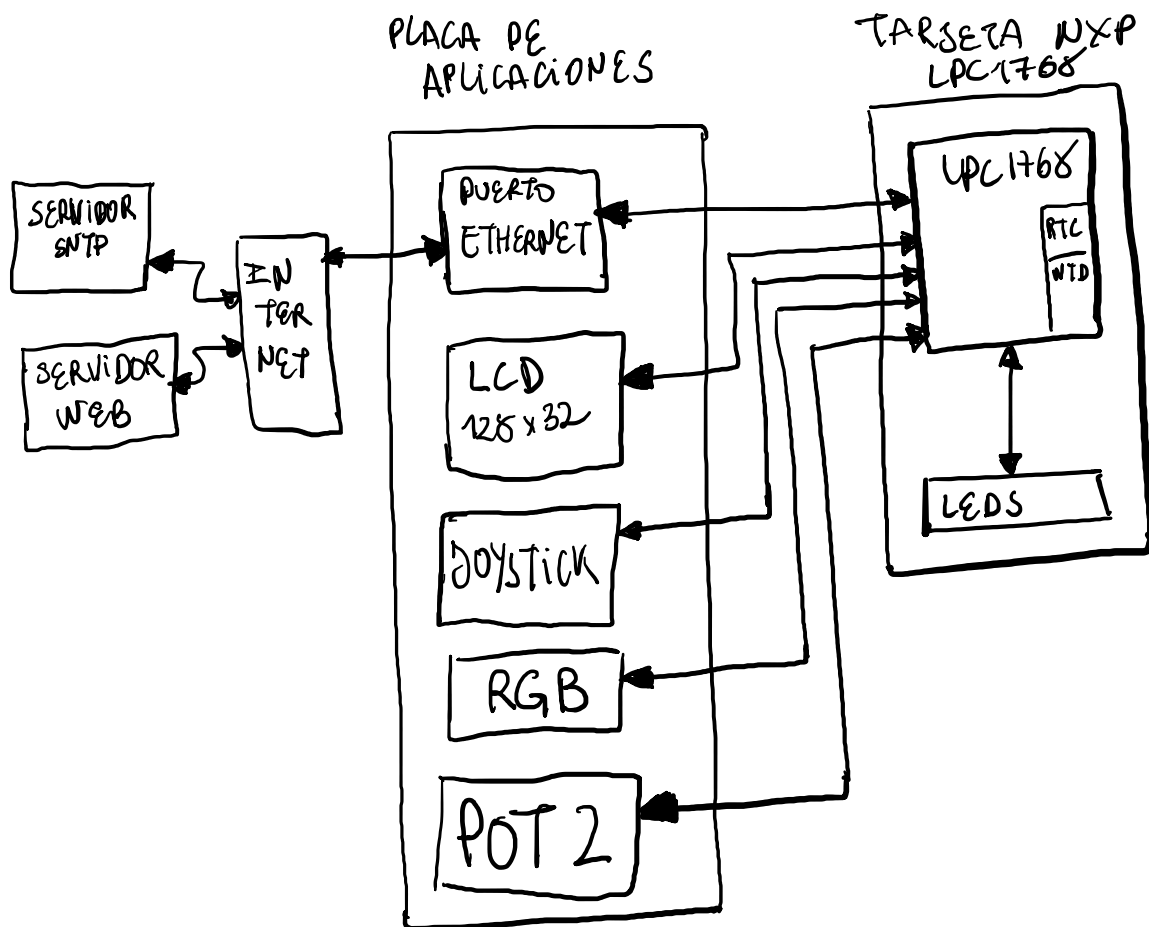 PLACA DE
APLICACIONES
TARJETA NXP
LPC1768
SERVIDOR
SNTP
SERVIDOR
WEB
IN
TER
NET
PUERTO
ETHERNET
LCD
128 x 32
JOYSTICK
RGB
POT 2
LPC1768
RTC
WTD
LEDS